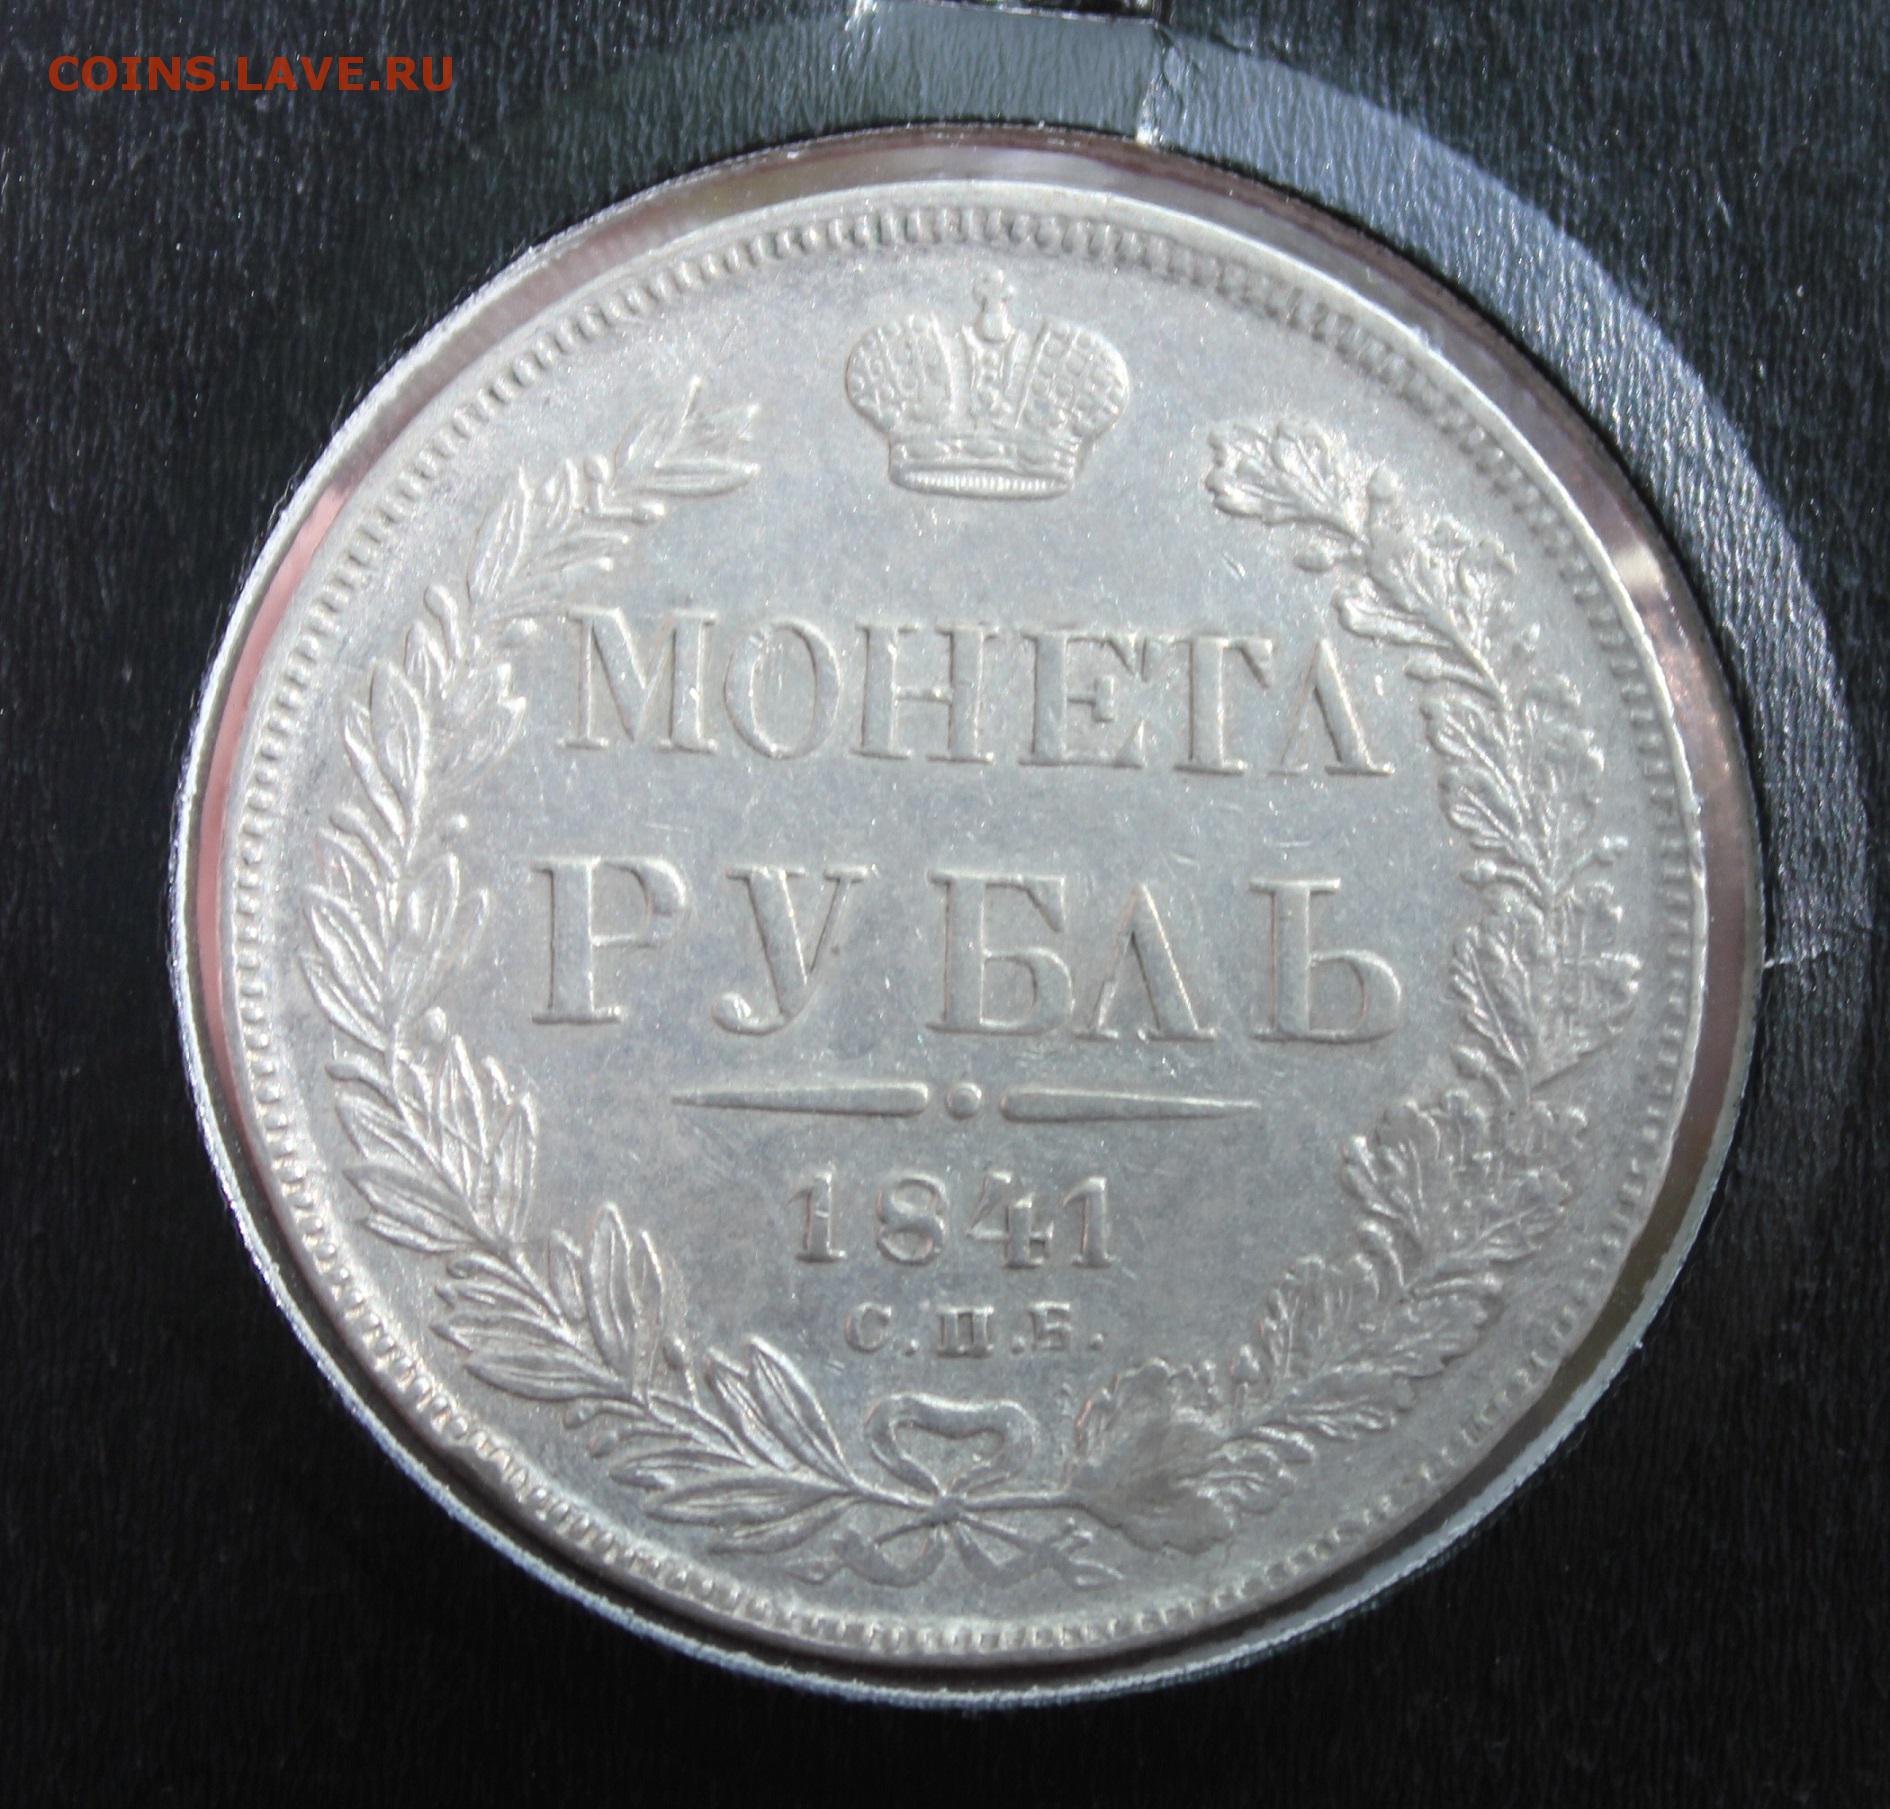 COINS.LAVE.RU
МОНЕТА
РУБЛЬ
1841
С.П.Б.